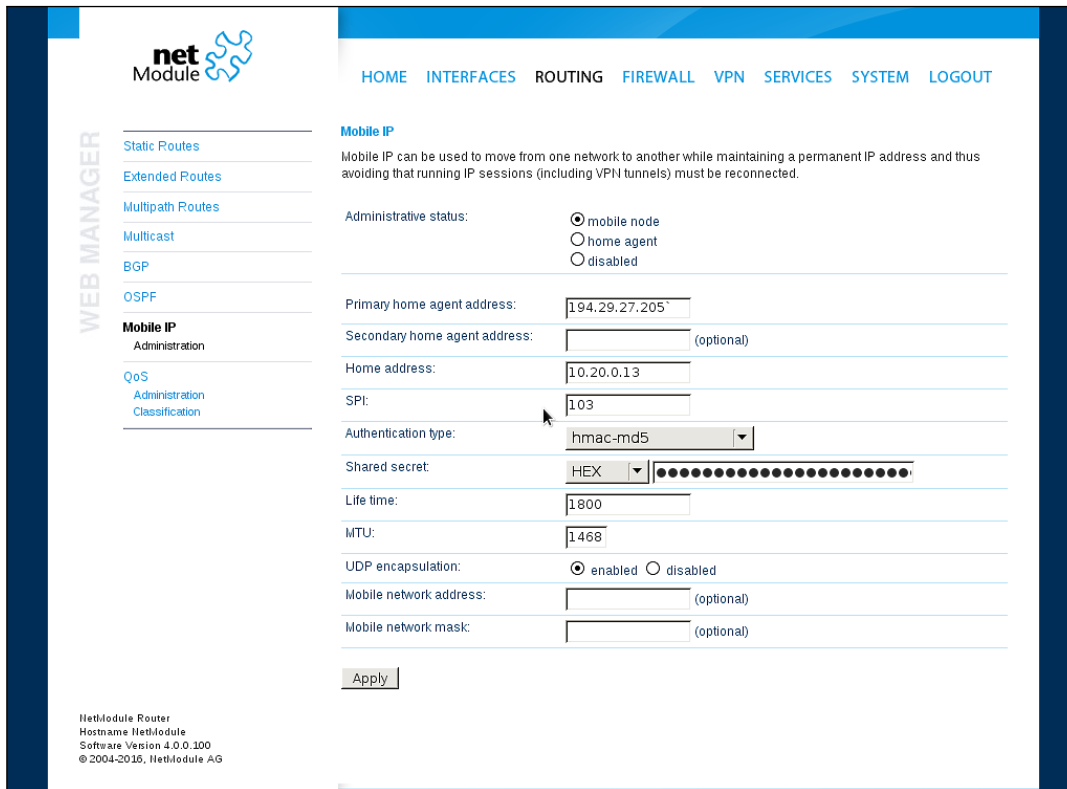 net
Module
HOME INTERFACES ROUTING FIREWALL VPN SERVICES SYSTEM LOGOUT
WEB MANAGER
Static Routes
Extended Routes
Multipath Routes
Multicast
BGP
OSPF
Mobile IP
Administration
QoS
Administration
Classification
Mobile IP
Mobile IP can be used to move from one network to another while maintaining a permanent IP address and thus
avoiding that running IP sessions (including VPN tunnels) must be reconnected.
Administrative status:
mobile node
home agent
disabled
Primary home agent address: 194.29.27.205`
Secondary home agent address: (optional)
Home address: 10.20.0.13
SPI: 103
Authentication type: hmac-md5
Shared secret: HEX
Life time: 1800
MTU: 1468
UDP encapsulation: enabled disabled
Mobile network address: (optional)
Mobile network mask: (optional)
Apply
NetModule Router
Hostname NetModule
Software Version 4.0.0.100
© 2004-2016, NetModule AG